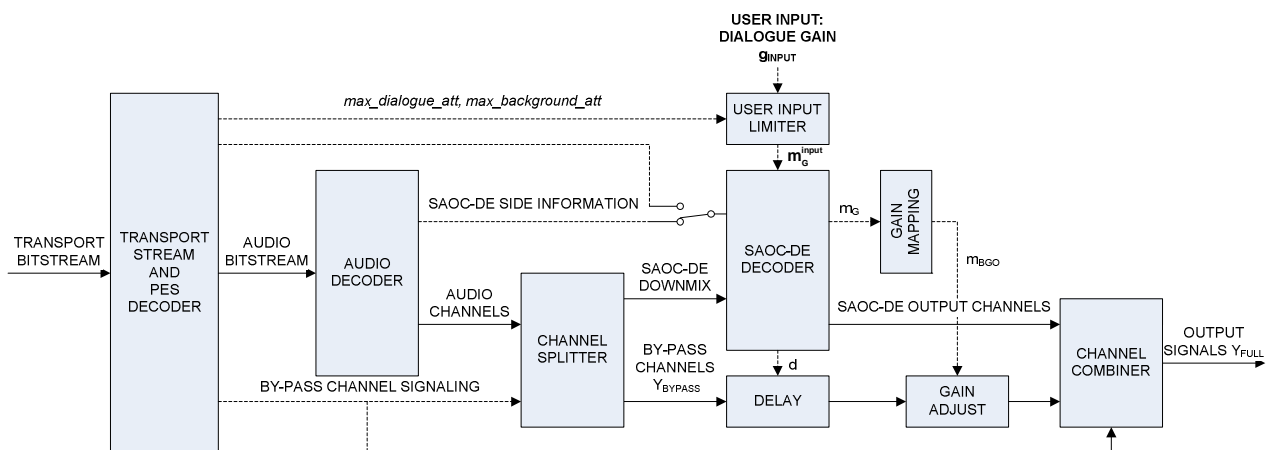 USER INPUT:
DIALOGUE GAIN
gINPUT
max_dialogue_att, max_background_att
USER INPUT
LIMITER
mGinput
SAOC-DE SIDE INFORMATION
mG
GAIN
MAPPING
TRANSPORT
BITSTREAM
TRANSPORT
STREAM
AND
PES
DECODER
AUDIO
BITSTREAM
AUDIO
DECODER
SAOC-DE
DECODER
mBGO
SAOC-DE
DOWNMIX
AUDIO
CHANNELS
SAOC-DE OUTPUT CHANNELS
CHANNEL
SPLITTER
BY-PASS
CHANNELS
YBYPASS
d
CHANNEL
COMBINER
OUTPUT
SIGNALS YFULL
BY-PASS CHANNEL SIGNALING
DELAY
GAIN
ADJUST